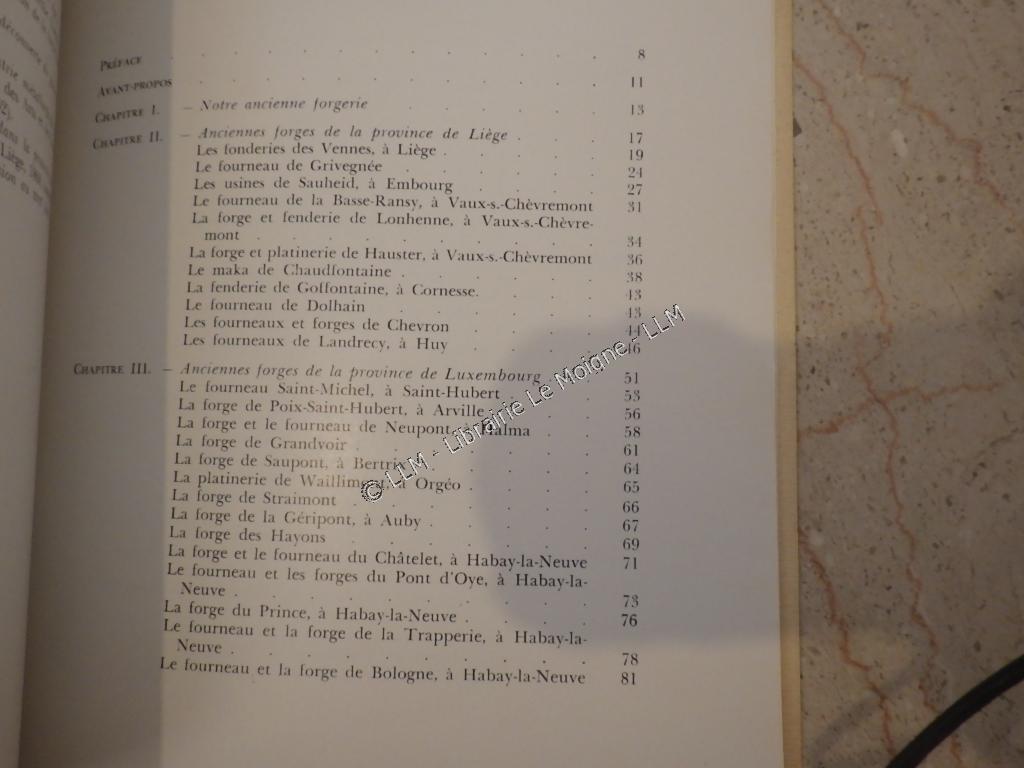 PRÉFACE . . . . . . . . . . . . 8
AVANT-PROPOS . . . . . . . . . . . 11
CHAPITRE I. — Notre ancienne forgerie . . . . . 13
CHAPITRE II. — Anciennes forges de la province de Liège . . . 17
Les fonderies des Vennes, à Liège . . . . . 19
Le fourneau de Grivegnée . . . . . . 24
Les usines de Sauheid, à Embourg . . . . 27
Le fourneau de la Basse-Ransy, à Vaux-s.-Chèvremont 31
La forge et fenderie de Lonhenne, à Vaux-s.-Chèvre-
mont . . . . . . . . . . 34
La forge et platinerie de Hauster, à Vaux-s.-Chèvremont 36
Le maka de Chaudfontaine . . . . . . 38
La fenderie de Goffontaine, à Cornesse. . . . 43
Le fourneau de Dolhain . . . . . . 43
Les fourneaux et forges de Chevron . . . . 44
Les fourneaux de Landrecy, à Huy . . . . 46
CHAPITRE III. — Anciennes forges de la province de Luxembourg . . 51
Le fourneau Saint-Michel, à Saint-Hubert . . . 53
La forge de Poix-Saint-Hubert, à Arville . . . 56
La forge et le fourneau de Neupont, à Halma . . 58
La forge de Grandvoir . . . . . . . 61
La forge de Saupont, à Bertrix . . . . . 64
La platinerie de Waillimont, à Orgéo . . . . 65
La forge de Straimont . . . . . . . 66
La forge de la Géripont, à Auby . . . . . 67
La forge des Hayons . . . . . . . 69
La forge et le fourneau du Châtelet, à Habay-la-Neuve 71
Le fourneau et les forges du Pont d'Oye, à Habay-la-
Neuve . . . . . . . . . . 73
La forge du Prince, à Habay-la-Neuve . . . . 76
Le fourneau et la forge de la Trapperie, à Habay-la-
Neuve . . . . . . . . . . 78
Le fourneau et la forge de Bologne, à Habay-la-Neuve 81
© LLM - Librairie Le Moigne - LLM